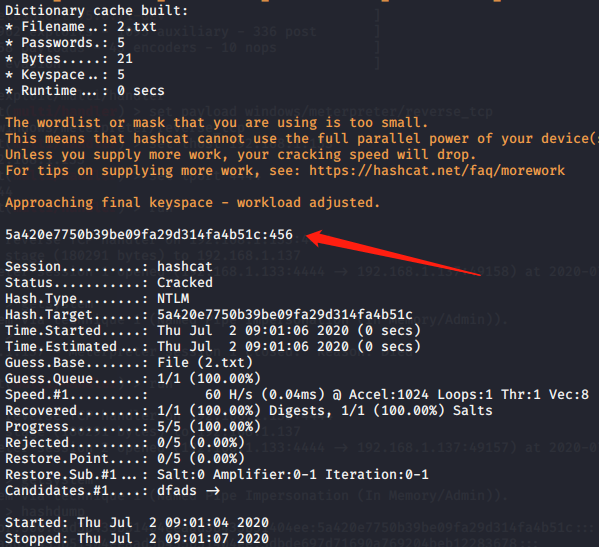 Dictionary cache built:
* Filename..: 2.txt
* Passwords.: 5
* Bytes.....: 21
* Keyspace..: 5
* Runtime...: 0 secs
The wordlist or mask that you are using is too small.
This means that hashcat cannot use the full parallel power of your device(s
Unless you supply more work, your cracking speed will drop.
For tips on supplying more work, see: https://hashcat.net/faq/morework
Approaching final keyspace - workload adjusted.
5a420e7750b39be09fa29d314fa4b51c:456
Session..........: hashcat
Status...........: Cracked
Hash.Type........: NTLM
Hash.Target......: 5a420e7750b39be09fa29d314fa4b51c
Time.Started.....: Thu Jul  2 09:01:06 2020 (0 secs)
Time.Estimated...: Thu Jul  2 09:01:06 2020 (0 secs)
Guess.Base.......: File (2.txt)
Guess.Queue......: 1/1 (100.00%)
Speed.#1.........:       60 H/s (0.04ms) @ Accel:1024 Loops:1 Thr:1 Vec:8
Recovered........: 1/1 (100.00%) Digests, 1/1 (100.00%) Salts
Progress.........: 5/5 (100.00%)
Rejected.........: 0/5 (0.00%)
Restore.Point....: 0/5 (0.00%)
Restore.Sub.#1...: Salt:0 Amplifier:0-1 Iteration:0-1
Candidates.#1....: dfads ->
Started: Thu Jul  2 09:01:04 2020
Stopped: Thu Jul  2 09:01:07 2020